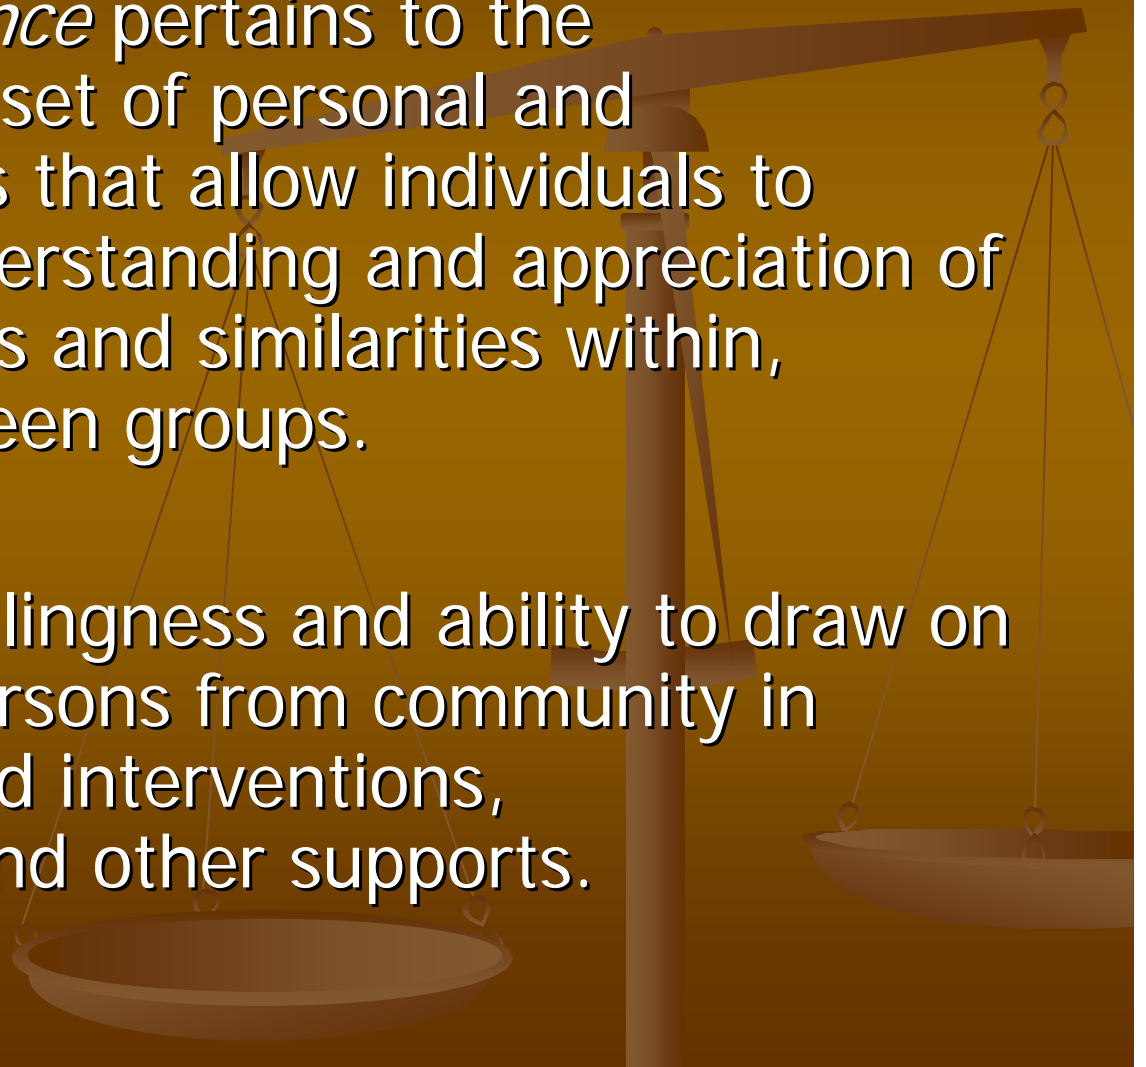 nce pertains to the
set of personal and
s that allow individuals to
erstanding and appreciation of
s and similarities within,
een groups.
lingness and ability to draw on
rsons from community in
d interventions,
nd other supports.